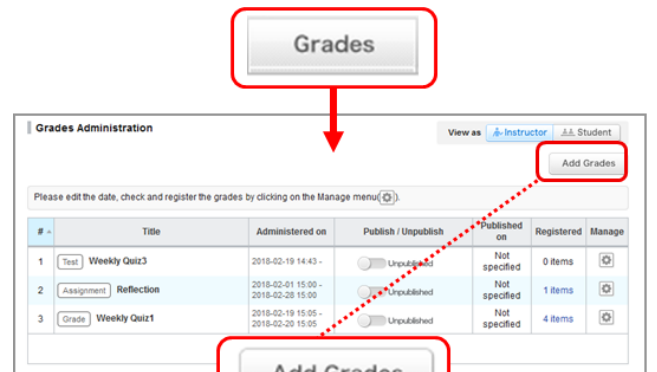 Grades
Grades Administration
View as Instructor Student
Add Grades
Please edit the date, check and register the grades by clicking on the Manage menu( ).
# Title Administered on Publish / Unpublish Published on Registered Manage
1 Test Weekly Quiz3 2018-02-19 14:43 - Unpublished Not specified 0 items
2 Assignment Reflection 2018-02-01 15:00 - 2018-02-28 15:00 Unpublished Not specified 1 items
3 Grade Weekly Quiz1 2018-02-19 15:05 - 2018-02-20 15:05 Unpublished Not specified 4 items
Add Grades